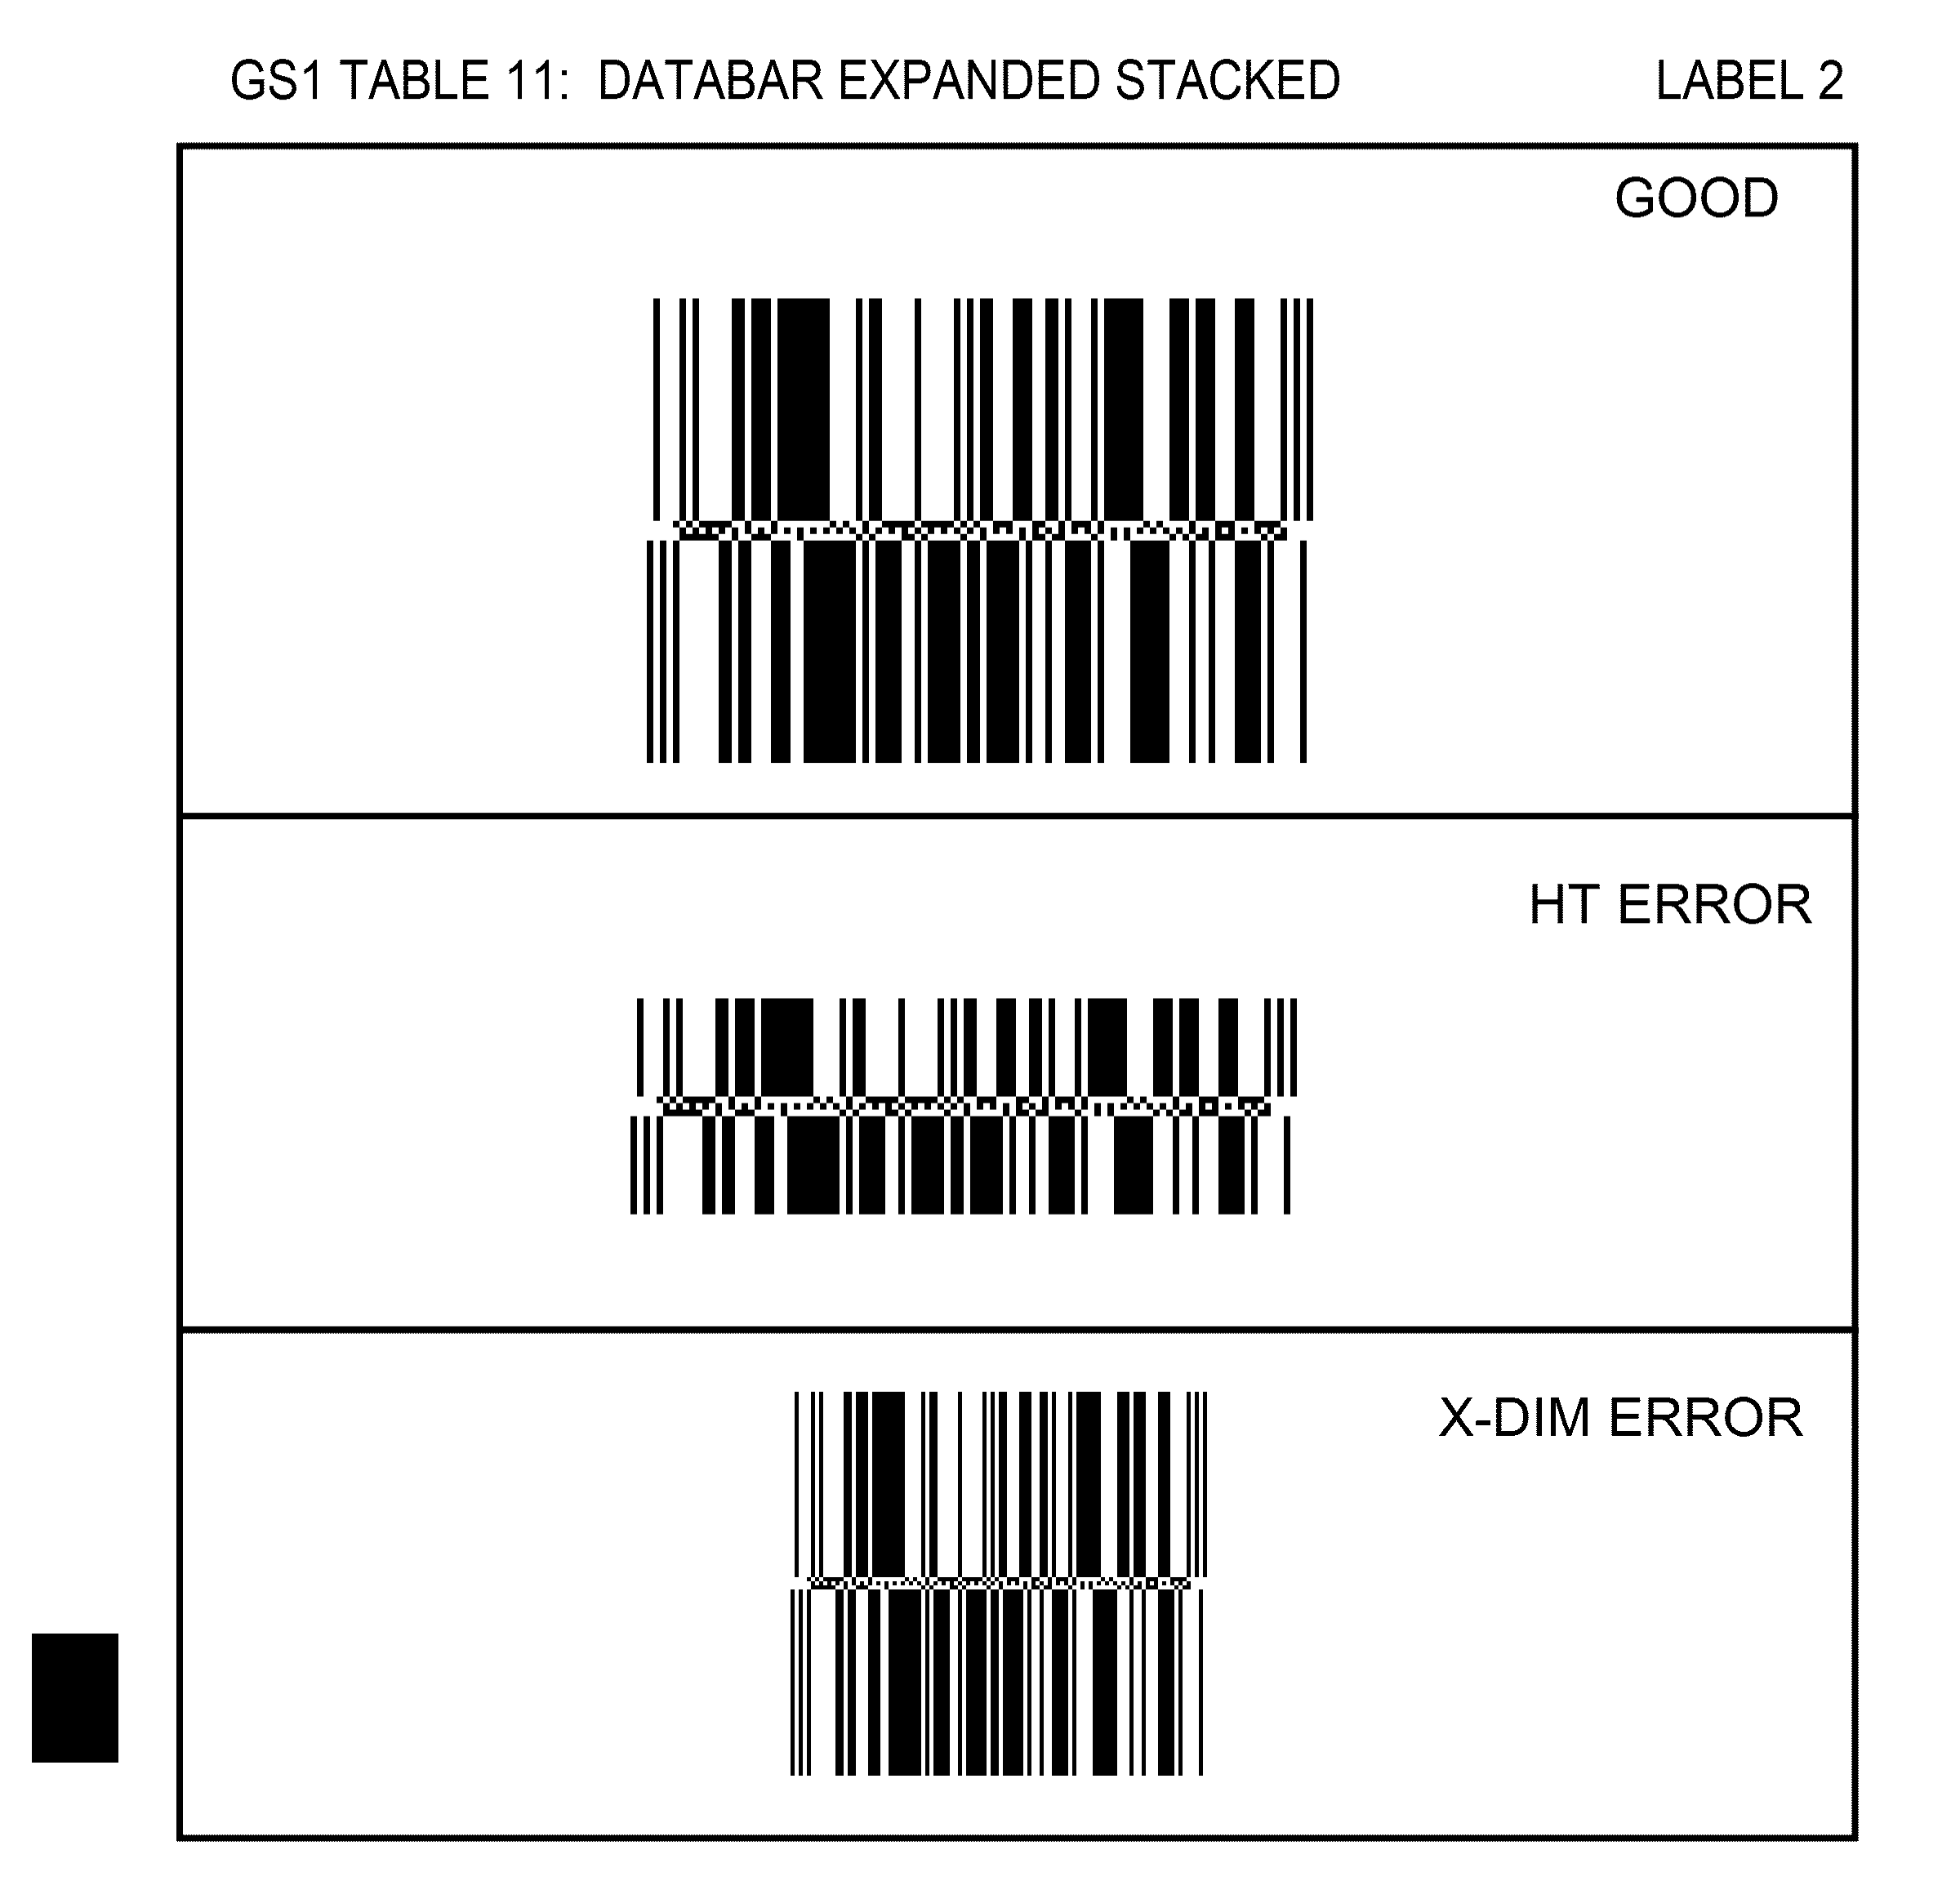 GS1 TABLE 11: DATABAR EXPANDED STACKED LABEL 2
GOOD
HT ERROR
X-DIM ERROR